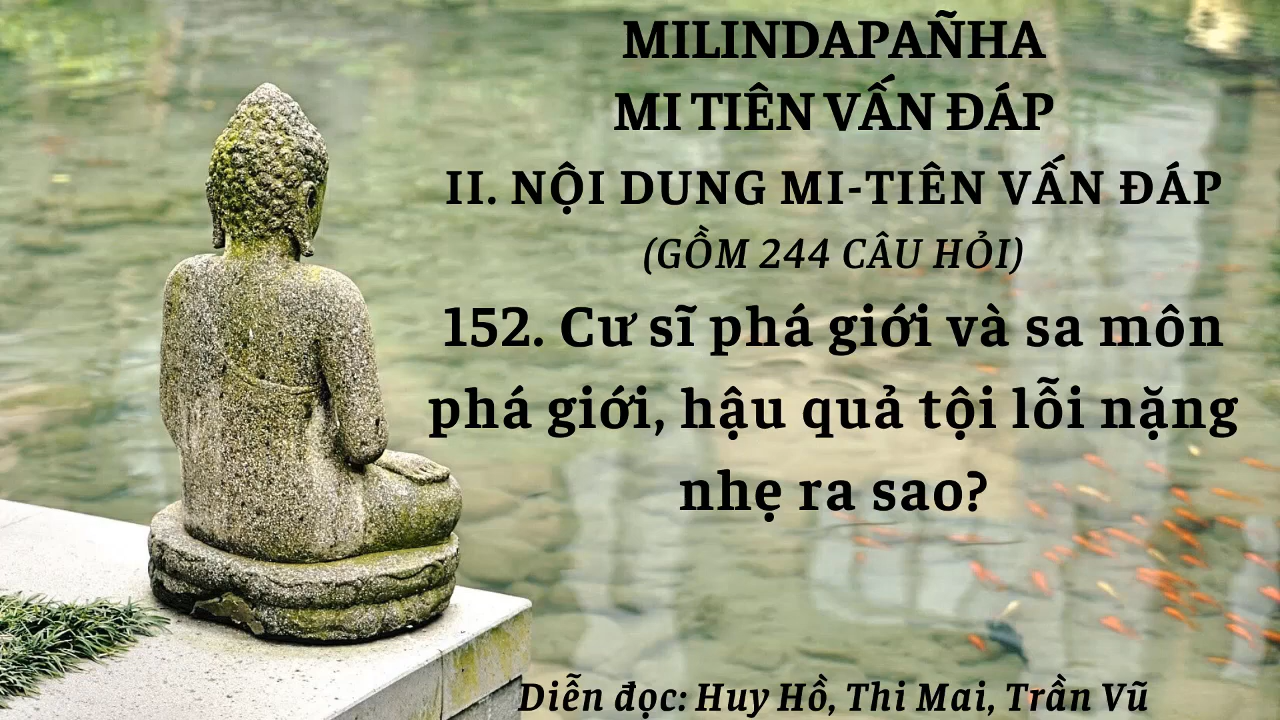 MILINDAPAÑHA
MI TIÊN VẤN ĐÁP
II. NỘI DUNG MI-TIÊN VẤN ĐÁP
(GỒM 244 CÂU HỎI)
152. Cư sĩ phá giới và sa môn
phá giới, hậu quả tội lỗi nặng
nhẹ ra sao?
Diễn đọc: Huy Hồ, Thi Mai, Trần Vũ